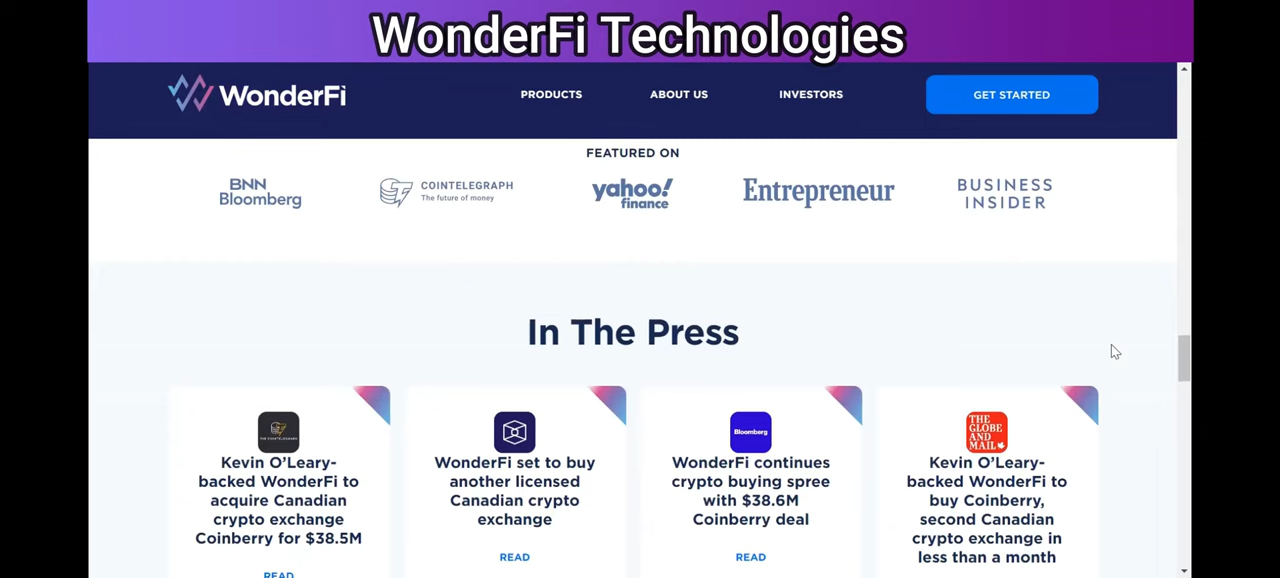 WonderFi Technologies
WonderFi
PRODUCTS
ABOUT US
INVESTORS
GET STARTED
FEATURED ON
BNN
Bloomberg
COINTELEGRAPH
The future of money
yahoo!
finance
Entrepreneur
BUSINESS
INSIDER
In The Press
THE COINTELEGRAPH
Kevin O'Leary-
backed WonderFi to
acquire Canadian
crypto exchange
Coinberry for $38.5M
READ
WonderFi set to buy
another licensed
Canadian crypto
exchange
READ
Bloomberg
WonderFi continues
crypto buying spree
with $38.6M
Coinberry deal
READ
THE
GLOBE
AND
MAIL
Kevin O'Leary-
backed WonderFi to
buy Coinberry,
second Canadian
crypto exchange in
less than a month